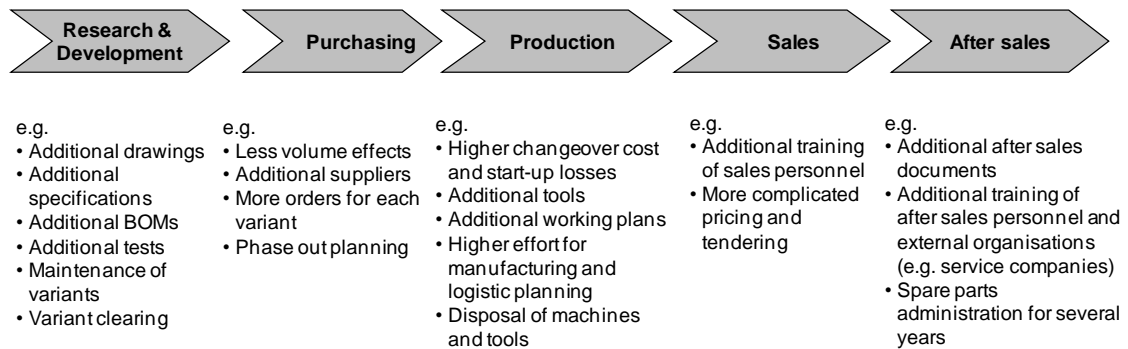 Research &
Development
Purchasing
Production
Sales
After sales
e.g.
• Additional drawings
• Additional
specifications
• Additional BOMs
• Additional tests
• Maintenance of
variants
• Variant clearing
e.g.
• Less volume effects
• Additional suppliers
• More orders for each
variant
• Phase out planning
e.g.
• Higher changeover cost
and start-up losses
• Additional tools
• Additional working plans
• Higher effort for
manufacturing and
logistic planning
• Disposal of machines
and tools
e.g.
• Additional training
of sales personnel
• More complicated
pricing and
tendering
e.g.
• Additional after sales
documents
• Additional training of
after sales personnel and
external organisations
(e.g. service companies)
• Spare parts
administration for several
years